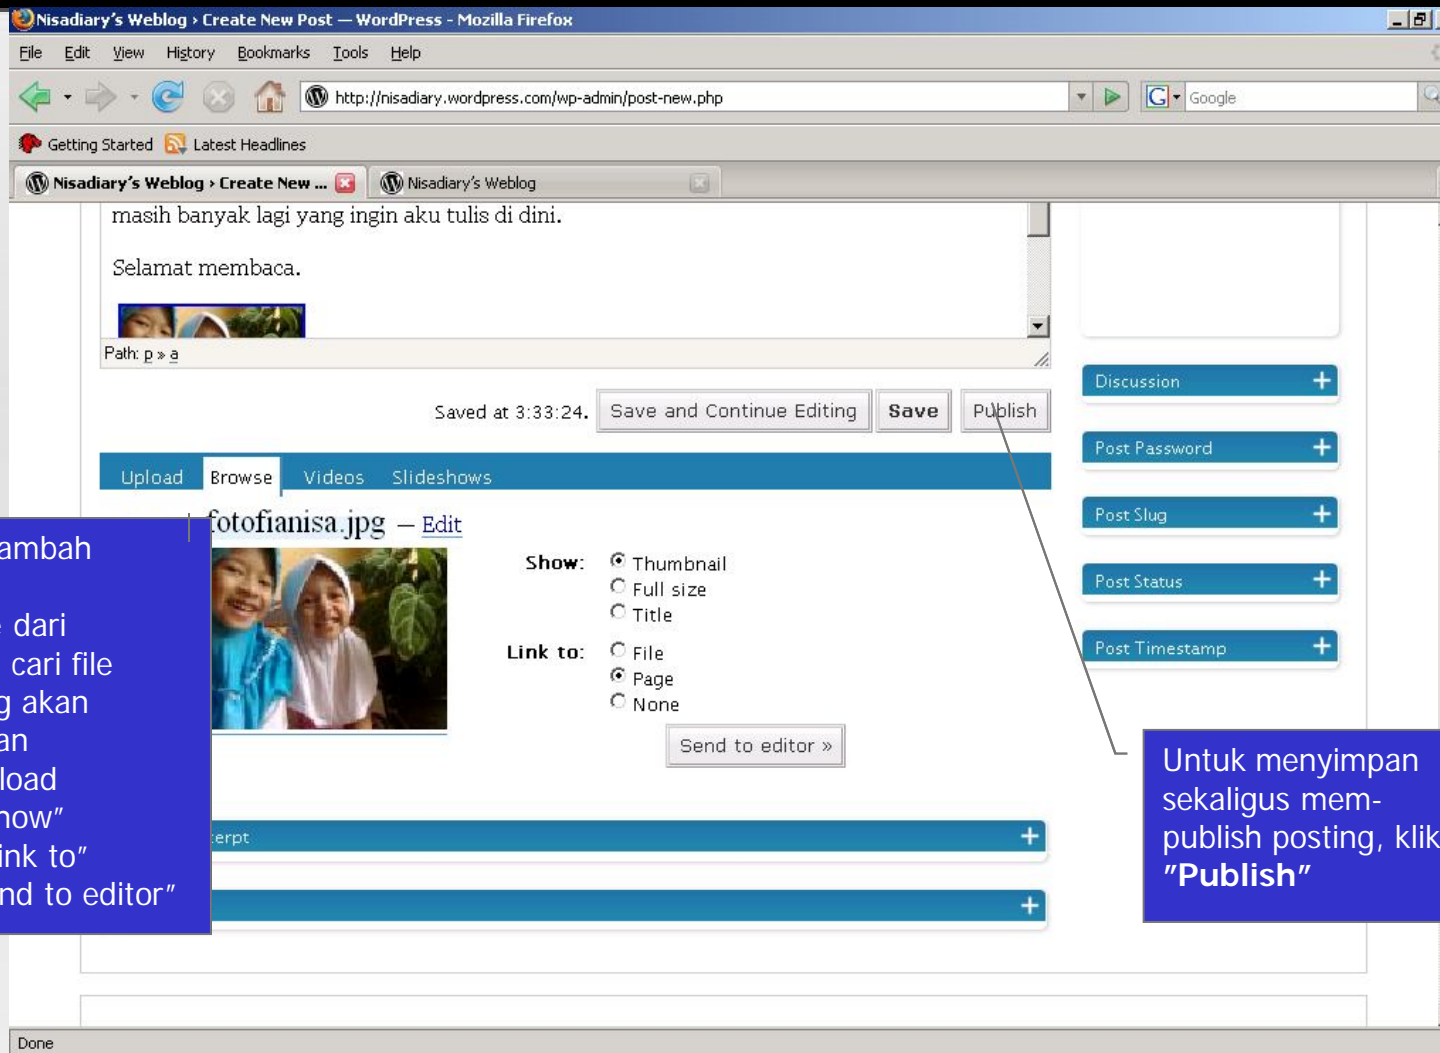 Nisadiary's Weblog › Create New Post — WordPress - Mozilla Firefox
File Edit View History Bookmarks Tools Help
http://nisadiary.wordpress.com/wp-admin/post-new.php
G Google
Getting Started Latest Headlines
Nisadiary's Weblog › Create New ... Nisadiary's Weblog
masih banyak lagi yang ingin aku tulis di dini.
Selamat membaca.
Path: p » a
Saved at 3:33:24. Save and Continue Editing Save Publish
Upload Browse Videos Slideshows
fotofianisa.jpg — Edit
Show: Thumbnail
Full size
Title
Link to: File
Page
None
Send to editor »
Discussion +
Post Password +
Post Slug +
Post Status +
Post Timestamp +
ambah
dari
cari file
akan
an
load
how"
ink to"
nd to editor"
erpt +
+
Untuk menyimpan
sekaligus mem-
publish posting, klik
"Publish"
Done